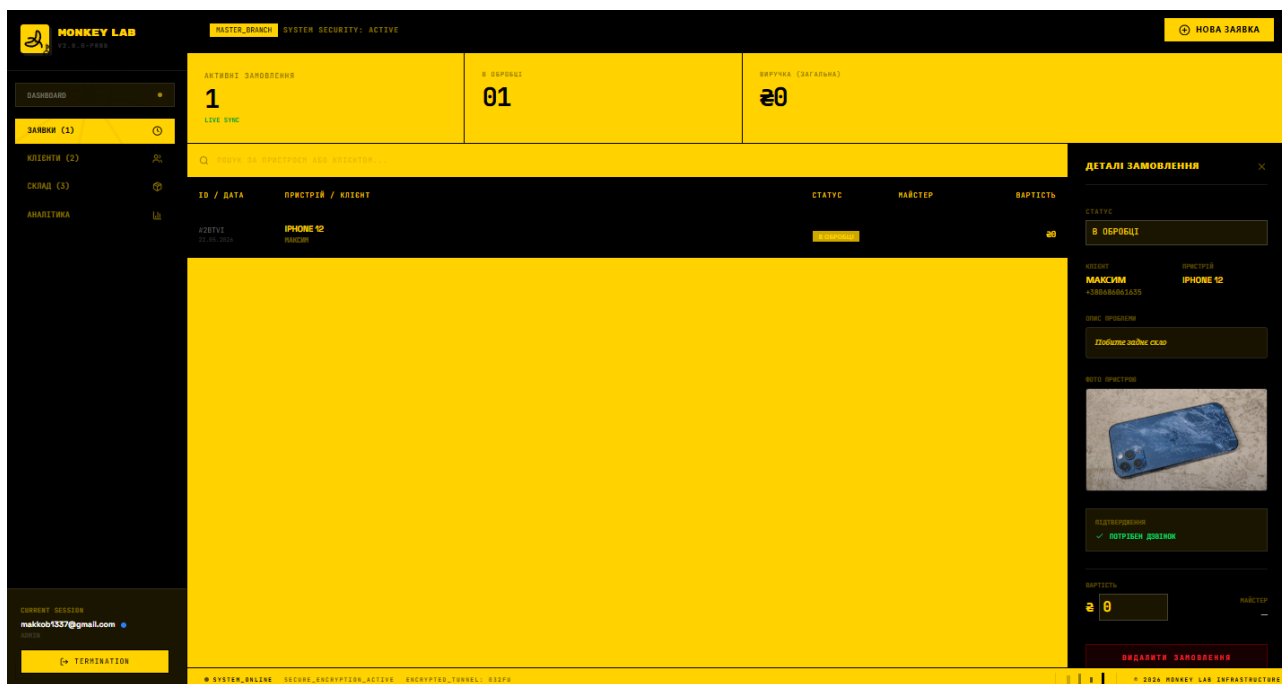 MONKEY LAB
V2.0.0-PROD
MASTER_BRANCH SYSTEM SECURITY: ACTIVE
НОВА ЗАЯВКА
DASHBOARD
ЗАЯВКИ (1)
КЛІЄНТИ (2)
СКЛАД (3)
АНАЛІТИКА
АКТИВНІ ЗАМОВЛЕННЯ
1
LIVE SYNC
В ОБРОБЦІ
01
ВИРУЧКА (ЗАГАЛЬНА)
₴0
ПОШУК ЗА ПРИСТРОЄМ АБО КЛІЄНТОМ...
ID / ДАТА ПРИСТРІЙ / КЛІЄНТ СТАТУС МАЙСТЕР ВАРТІСТЬ
#2BTVI IPHONE 12 В ОБРОБЦІ ₴0
22.05.2026 МАКСИМ
ДЕТАЛІ ЗАМОВЛЕННЯ
СТАТУС
В ОБРОБЦІ
КЛІЄНТ ПРИСТРІЙ
МАКСИМ IPHONE 12
+380686061635
ОПИС ПРОБЛЕМИ
Побите заднє скло
ФОТО ПРИСТРОЮ
ПІДТВЕРДЖЕННЯ
ПОТРІБЕН ДЗВІНОК
ВАРТІСТЬ
₴ 0
МАЙСТЕР
—
ВИДАЛИТИ ЗАМОВЛЕННЯ
CURRENT SESSION
makkob1337@gmail.com
ADMIN
TERMINATION
SYSTEM_ONLINE SECURE_ENCRYPTION_ACTIVE ENCRYPTED_TUNNEL: 832FB
© 2026 MONKEY LAB INFRASTRUCTURE